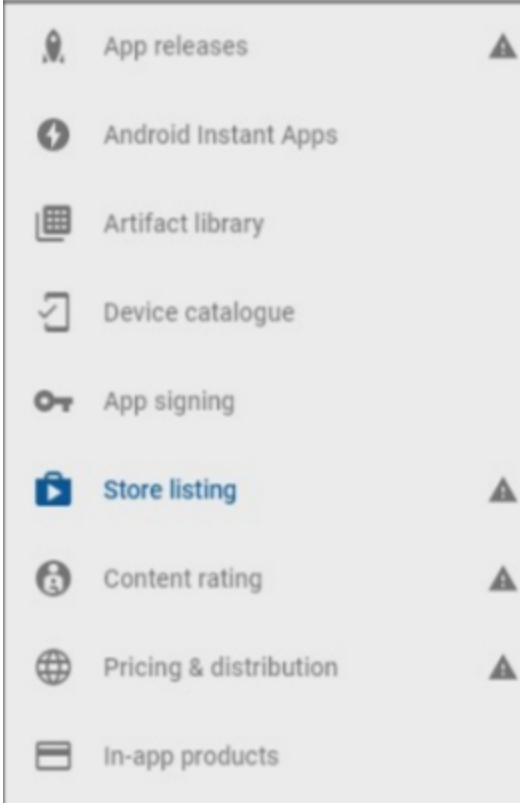 App releases
Android Instant Apps
Artifact library
Device catalogue
App signing
Store listing
Content rating
Pricing & distribution
In-app products